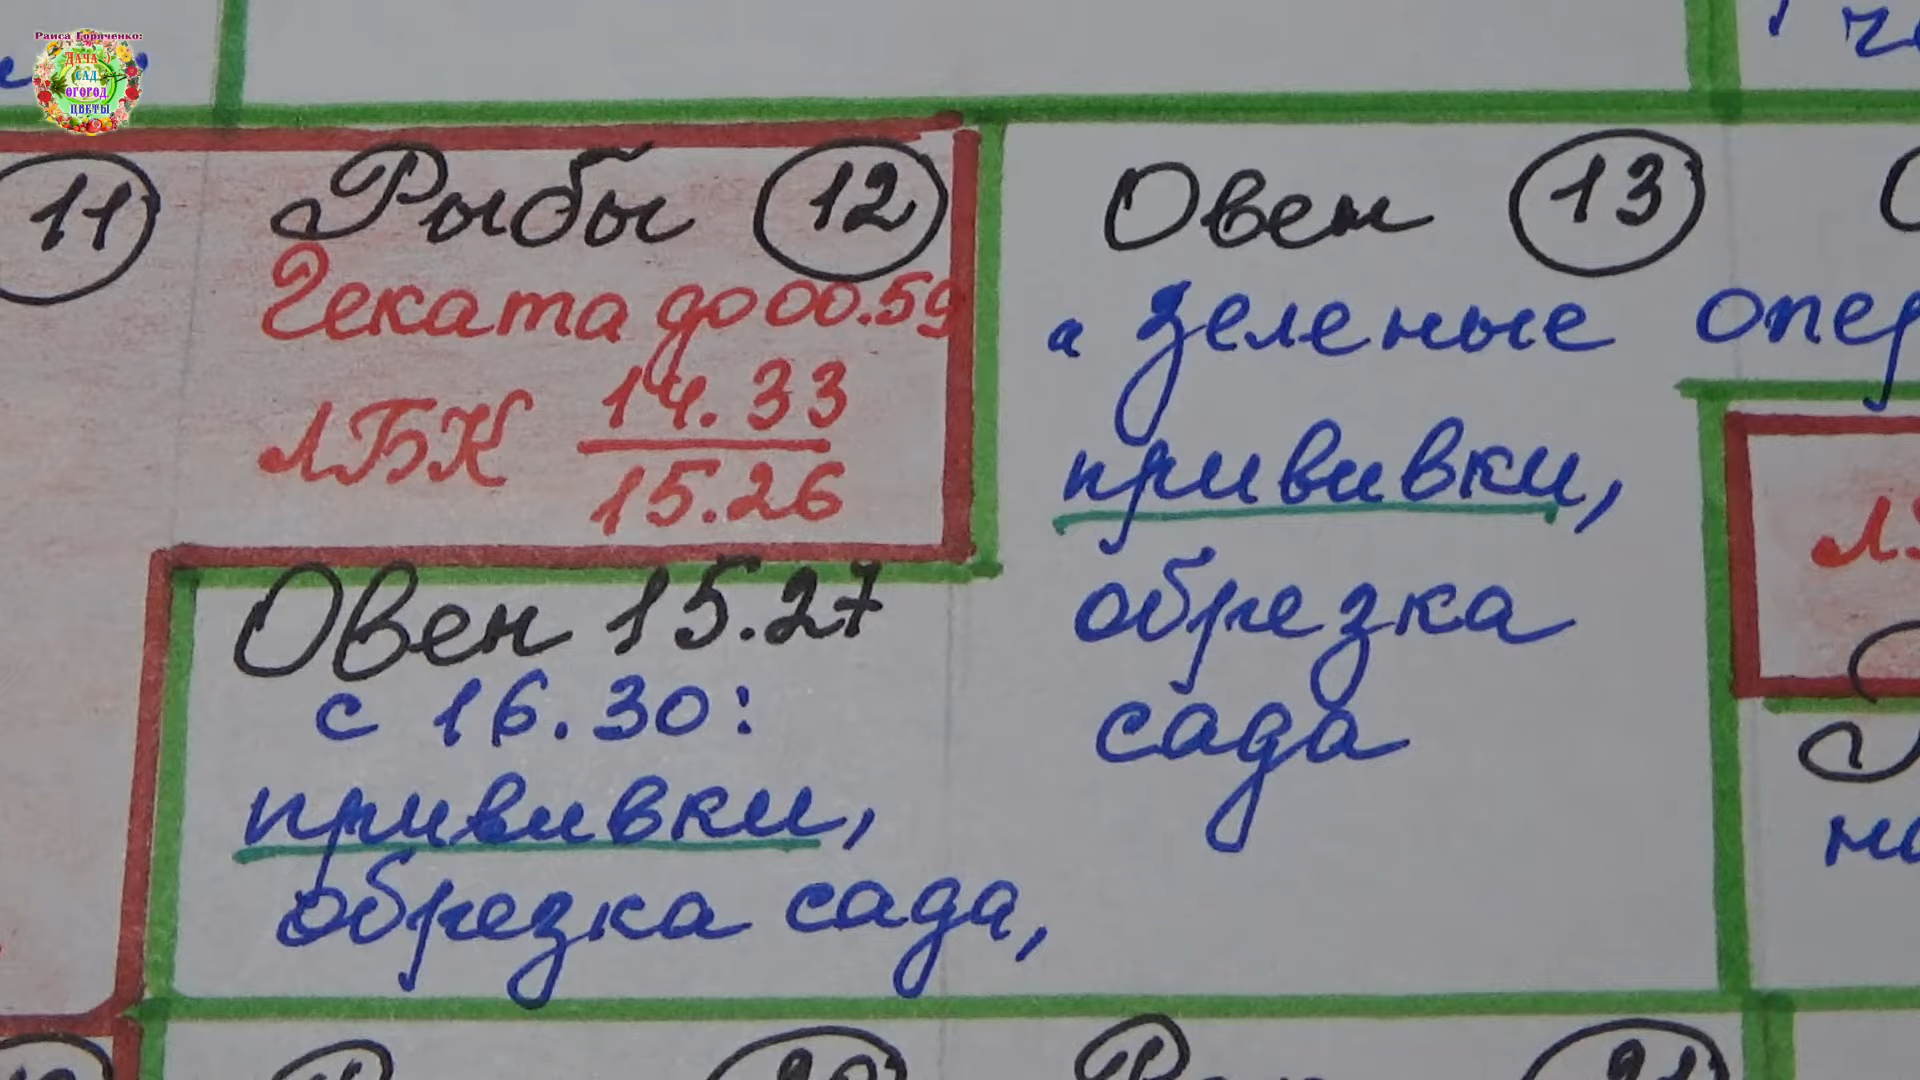 Раиса Горяченко:
ДАЧА
САД
ОГОРОД
ЦВЕТЫ
11
Рыбы 12
Геката до 00.59
ЛБК 14.33
15.26
Овен 15.27
с 16.30:
прививки,
обрезка сада,
Овен 13
зеленые опер
прививки,
обрезка
сада